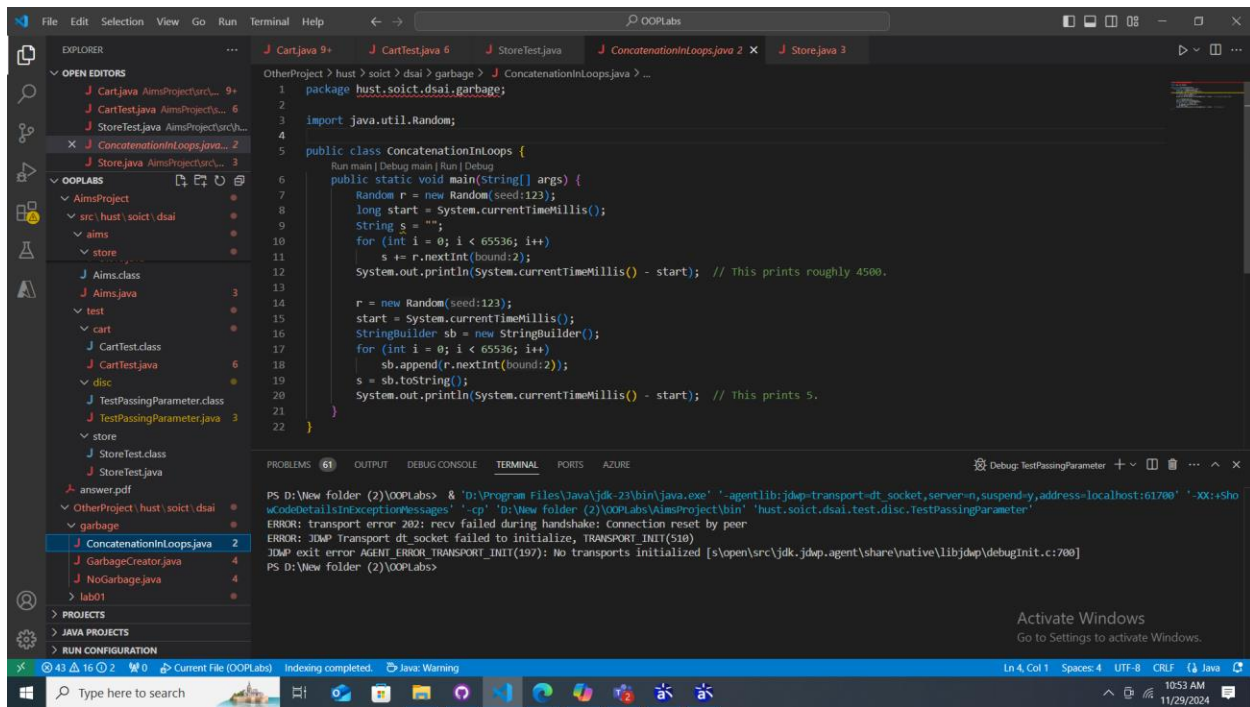 File Edit Selection View Go Run Terminal Help
OOPLabs
EXPLORER
OPEN EDITORS
Cart.java AimsProject\src\... 9+
CartTest.java AimsProject\s... 6
StoreTest.java AimsProject\src\h...
ConcatenationInLoops.java... 2
Store.java AimsProject\src\... 3
OOPLABS
AimsProject
src\hust\soict\dsai
aims
store
Aims.class
Aims.java 3
test
cart
CartTest.class
CartTest.java 6
disc
TestPassingParameter.class
TestPassingParameter.java 3
store
StoreTest.class
StoreTest.java
answer.pdf
OtherProject\hust\soict\dsai
garbage
ConcatenationInLoops.java 2
GarbageCreator.java 4
NoGarbage.java 4
lab01
PROJECTS
JAVA PROJECTS
RUN CONFIGURATION
Cart.java 9+ CartTest.java 6 StoreTest.java ConcatenationInLoops.java 2 Store.java 3
OtherProject > hust > soict > dsai > garbage > ConcatenationInLoops.java > ...
1 package hust.soict.dsai.garbage;
2
3 import java.util.Random;
4
5 public class ConcatenationInLoops {
Run main | Debug main | Run | Debug
6 public static void main(String[] args) {
7 Random r = new Random(seed:123);
8 long start = System.currentTimeMillis();
9 String s = "";
10 for (int i = 0; i < 65536; i++)
11 s += r.nextInt(bound:2);
12 System.out.println(System.currentTimeMillis() - start); // This prints roughly 4500.
13
14 r = new Random(seed:123);
15 start = System.currentTimeMillis();
16 StringBuilder sb = new StringBuilder();
17 for (int i = 0; i < 65536; i++)
18 sb.append(r.nextInt(bound:2));
19 s = sb.toString();
20 System.out.println(System.currentTimeMillis() - start); // This prints 5.
21 }
22 }
PROBLEMS 61 OUTPUT DEBUG CONSOLE TERMINAL PORTS AZURE
Debug: TestPassingParameter
PS D:\New folder (2)\OOPLabs> & 'D:\Program Files\Java\jdk-23\bin\java.exe' '-agentlib:jdwp=transport=dt_socket,server=n,suspend=y,address=localhost:61700' '-XX:+Sho
wCodeDetailsInExceptionMessages' '-cp' 'D:\New folder (2)\OOPLabs\AimsProject\bin' 'hust.soict.dsai.test.disc.TestPassingParameter'
ERROR: transport error 202: recv failed during handshake: Connection reset by peer
ERROR: JDWP Transport dt_socket failed to initialize, TRANSPORT_INIT(510)
JDWP exit error AGENT_ERROR_TRANSPORT_INIT(197): No transports initialized [s\open\src\jdk.jdwp.agent\share\native\libjdwp\debugInit.c:700]
PS D:\New folder (2)\OOPLabs>
Activate Windows
Go to Settings to activate Windows.
43 16 2 0 Current File (OOPLabs) Indexing completed. Java: Warning
Ln 4, Col 1 Spaces: 4 UTF-8 CRLF Java
Type here to search
10:53 AM
11/29/2024